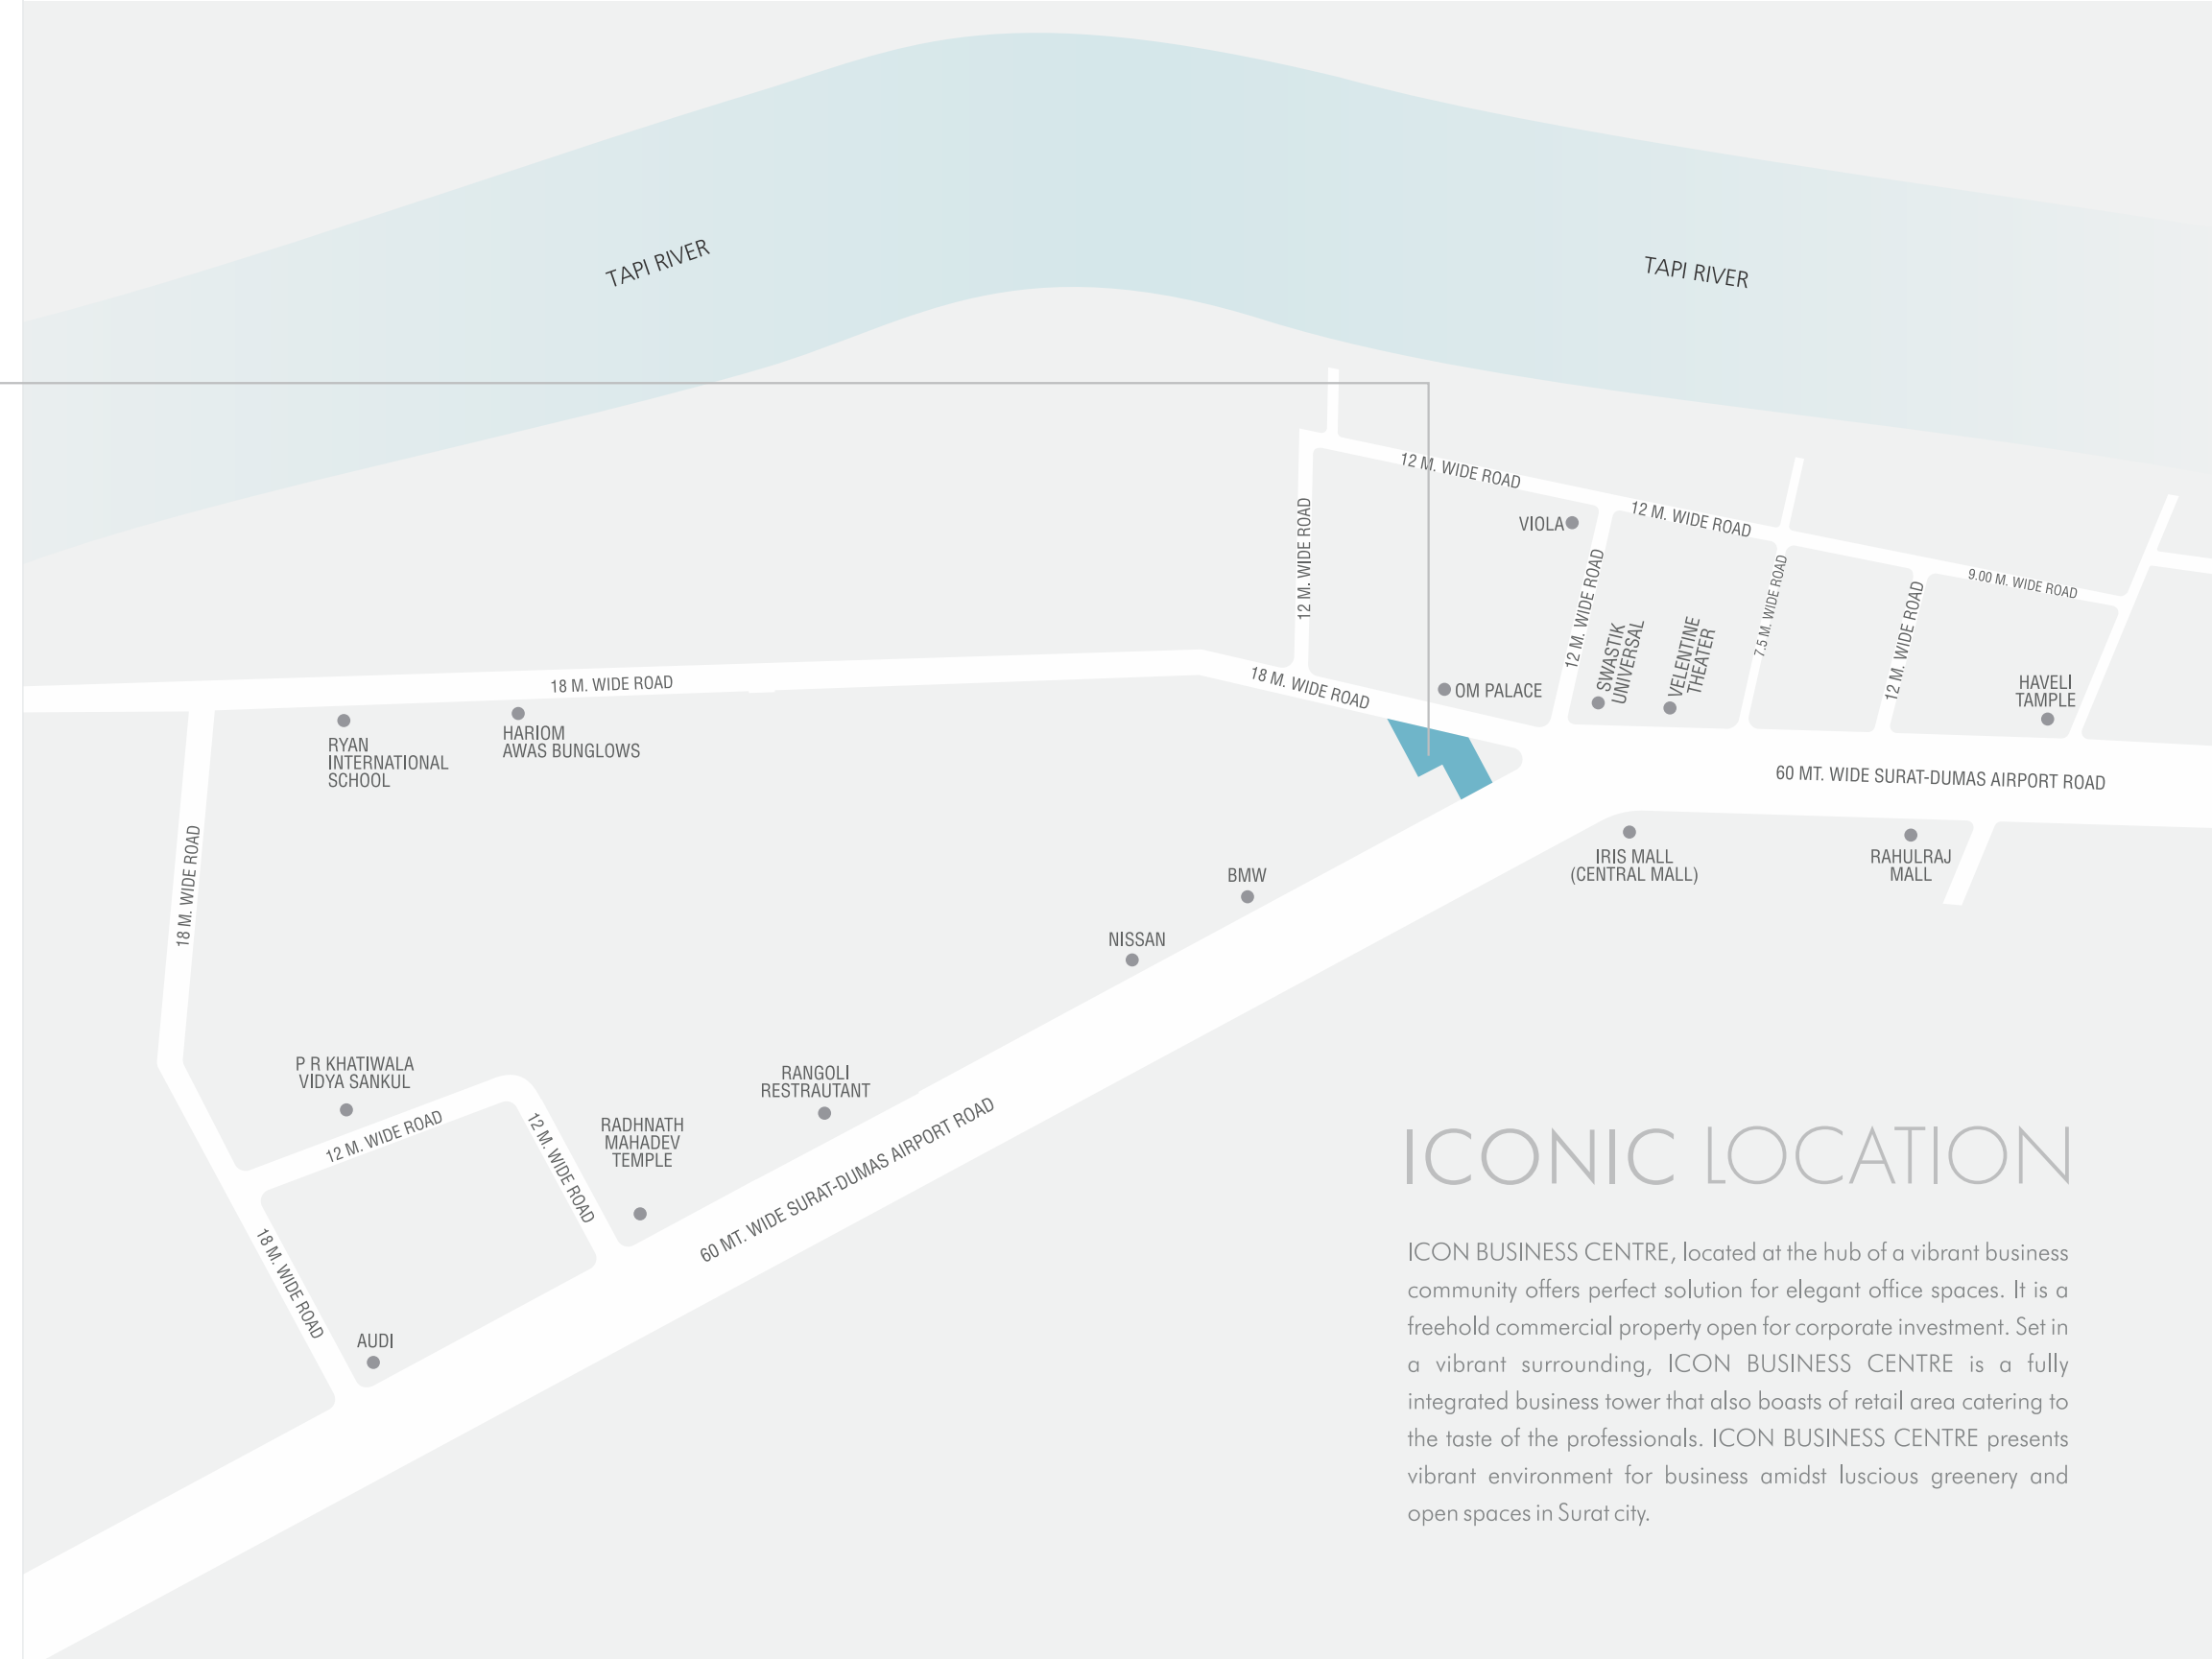 TAPI RIVER
TAPI RIVER
12 M. WIDE ROAD
12 M. WIDE ROAD
VIOLA
12 M. WIDE ROAD
12 M. WIDE ROAD
7.5 M. WIDE ROAD
12 M. WIDE ROAD
9.00 M. WIDE ROAD
SWASTIK
UNIVERSAL
VELENTINE
THEATER
HAVELI
TAMPLE
18 M. WIDE ROAD
18 M. WIDE ROAD
OM PALACE
RYAN
INTERNATIONAL
SCHOOL
HARIOM
AWAS BUNGLOWS
60 MT. WIDE SURAT-DUMAS AIRPORT ROAD
18 M. WIDE ROAD
IRIS MALL
(CENTRAL MALL)
RAHULRAJ
MALL
BMW
NISSAN
P R KHATIWALA
VIDYA SANKUL
12 M. WIDE ROAD
12 M. WIDE ROAD
RADHNATH
MAHADEV
TEMPLE
RANGOLI
RESTRAUTANT
60 MT. WIDE SURAT-DUMAS AIRPORT ROAD
18 M. WIDE ROAD
AUDI
ICONIC LOCATION
ICON BUSINESS CENTRE, located at the hub of a vibrant business
community offers perfect solution for elegant office spaces. It is a
freehold commercial property open for corporate investment. Set in
a vibrant surrounding, ICON BUSINESS CENTRE is a fully
integrated business tower that also boasts of retail area catering to
the taste of the professionals. ICON BUSINESS CENTRE presents
vibrant environment for business amidst luscious greenery and
open spaces in Surat city.